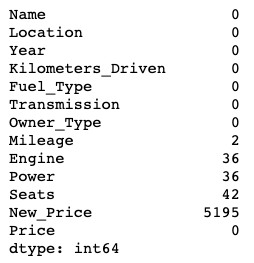 Name 0
Location 0
Year 0
Kilometers_Driven 0
Fuel_Type 0
Transmission 0
Owner_Type 0
Mileage 2
Engine 36
Power 36
Seats 42
New_Price 5195
Price 0
dtype: int64